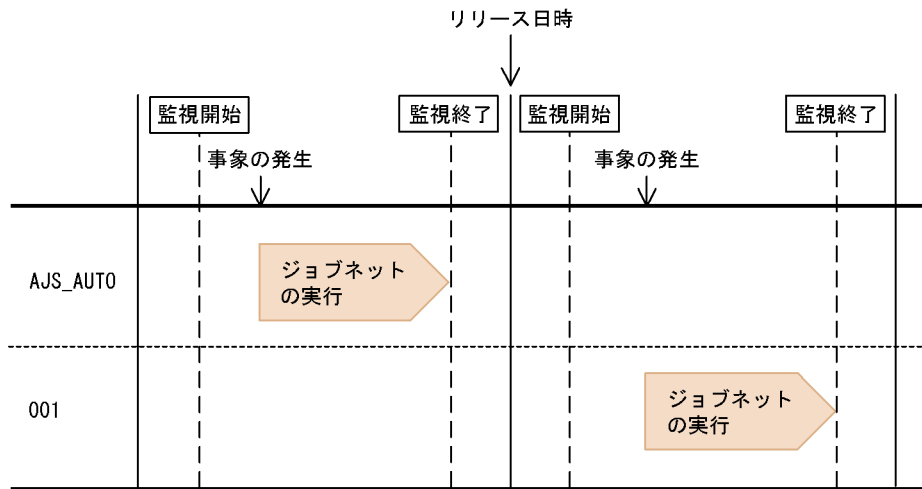 リリース日時
監視開始
監視終了
監視開始
監視終了
事象の発生
事象の発生
AJS_AUTO
ジョブネット
の実行
001
ジョブネット
の実行